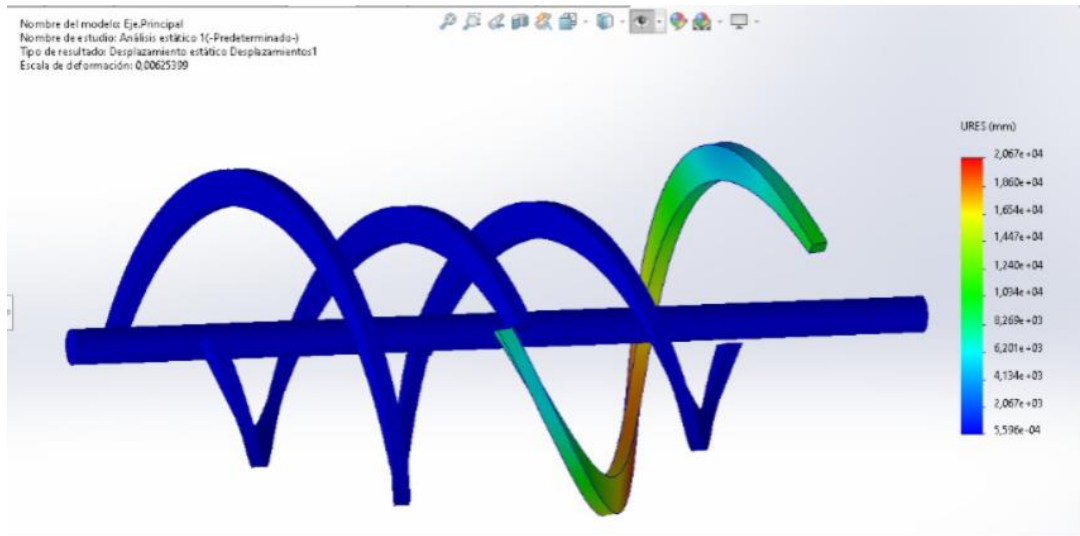 Nombre del modelo: Eje.Principal
Nombre de estudio: Análisis estático 1(-Predeterminado-)
Tipo de resultado: Desplazamiento estático Desplazamientos1
Escala de deformación: 0,00625399
URES (mm)
2,067e+04
1,860e+04
1,654e+04
1,447e+04
1,240e+04
1,034e+04
8,269e+03
6,201e+03
4,134e+03
2,067e+03
5,596e-04